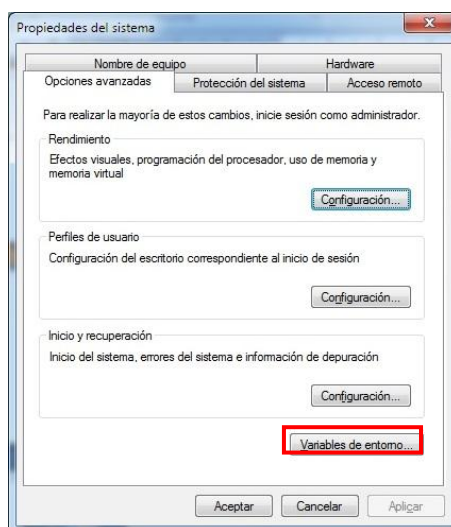 Propiedades del sistema
Nombre de equipo
Hardware
Opciones avanzadas
Protección del sistema
Acceso remoto
Para realizar la mayoría de estos cambios, inicie sesión como administrador.
Rendimiento
Efectos visuales, programación del procesador, uso de memoria y
memoria virtual
Configuración...
Perfiles de usuario
Configuración del escritorio correspondiente al inicio de sesión
Configuración...
Inicio y recuperación
Inicio del sistema, errores del sistema e información de depuración
Configuración...
Variables de entorno...
Aceptar
Cancelar
Aplicar